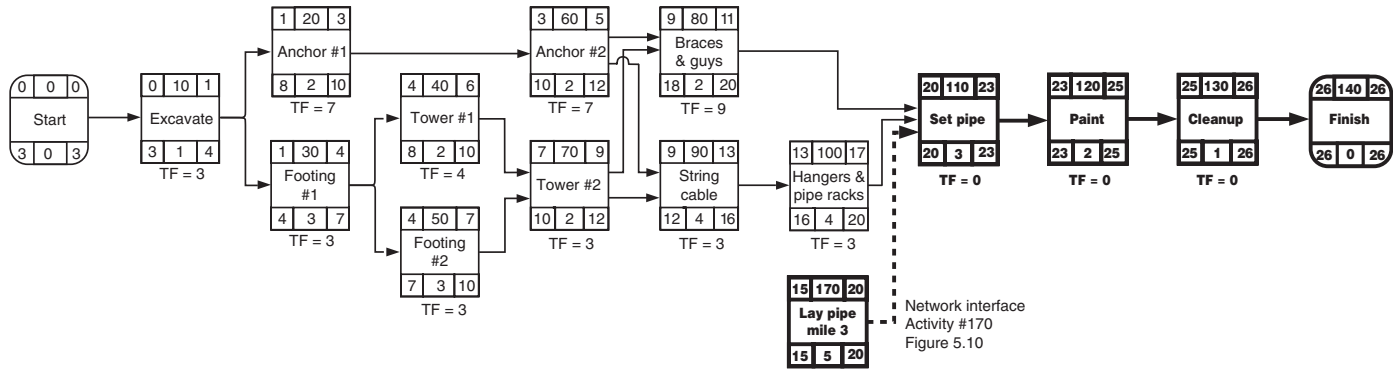 0 0 0
Start
3 0 3
0 10 1
Excavate
3 1 4
TF = 3
1 20 3
Anchor #1
8 2 10
TF = 7
1 30 4
Footing
#1
4 3 7
TF = 3
4 40 6
Tower #1
8 2 10
TF = 4
4 50 7
Footing
#2
7 3 10
TF = 3
3 60 5
Anchor #2
10 2 12
TF = 7
7 70 9
Tower #2
10 2 12
TF = 3
9 80 11
Braces
& guys
18 2 20
TF = 9
9 90 13
String
cable
12 4 16
TF = 3
13 100 17
Hangers &
pipe racks
16 4 20
TF = 3
15 170 20
Lay pipe
mile 3
15 5 20
Network interface
Activity #170
Figure 5.10
20 110 23
Set pipe
20 3 23
TF = 0
23 120 25
Paint
23 2 25
TF = 0
25 130 26
Cleanup
25 1 26
TF = 0
26 140 26
Finish
26 0 26